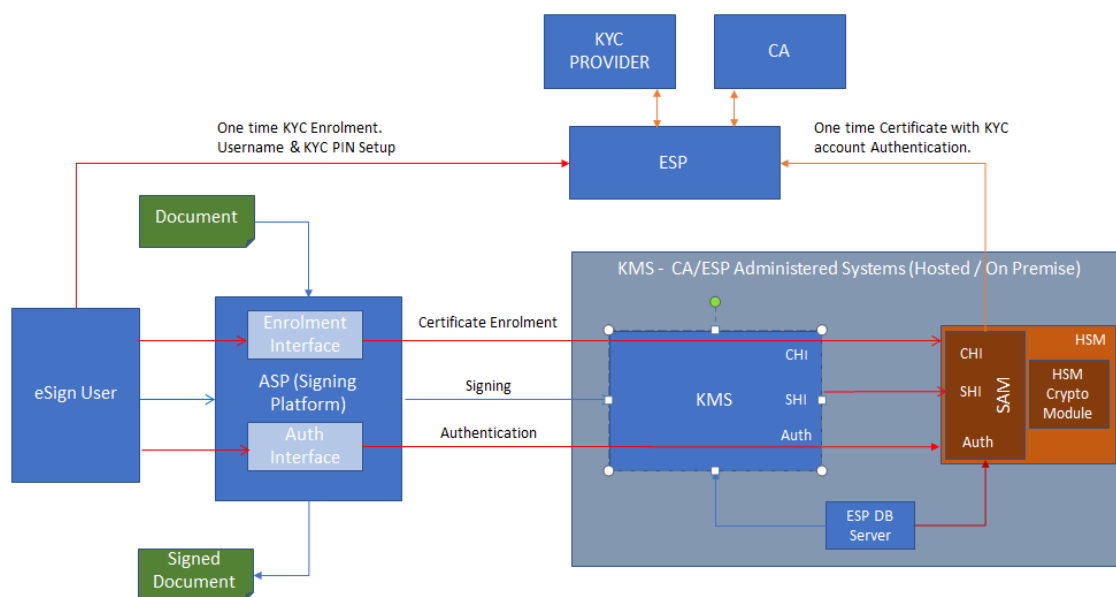 KYC
PROVIDER
CA
One time KYC Enrolment.
Username & KYC PIN Setup
ESP
One time Certificate with KYC
account Authentication.
Document
KMS - CA/ESP Administered Systems (Hosted / On Premise)
eSign User
Enrolment
Interface
ASP (Signing
Platform)
Auth
Interface
Certificate Enrolment
Signing
Authentication
KMS
CHI
SHI
Auth
HSM
CHI
SHI
Auth
SAM
HSM
Crypto
Module
ESP DB
Server
Signed
Document